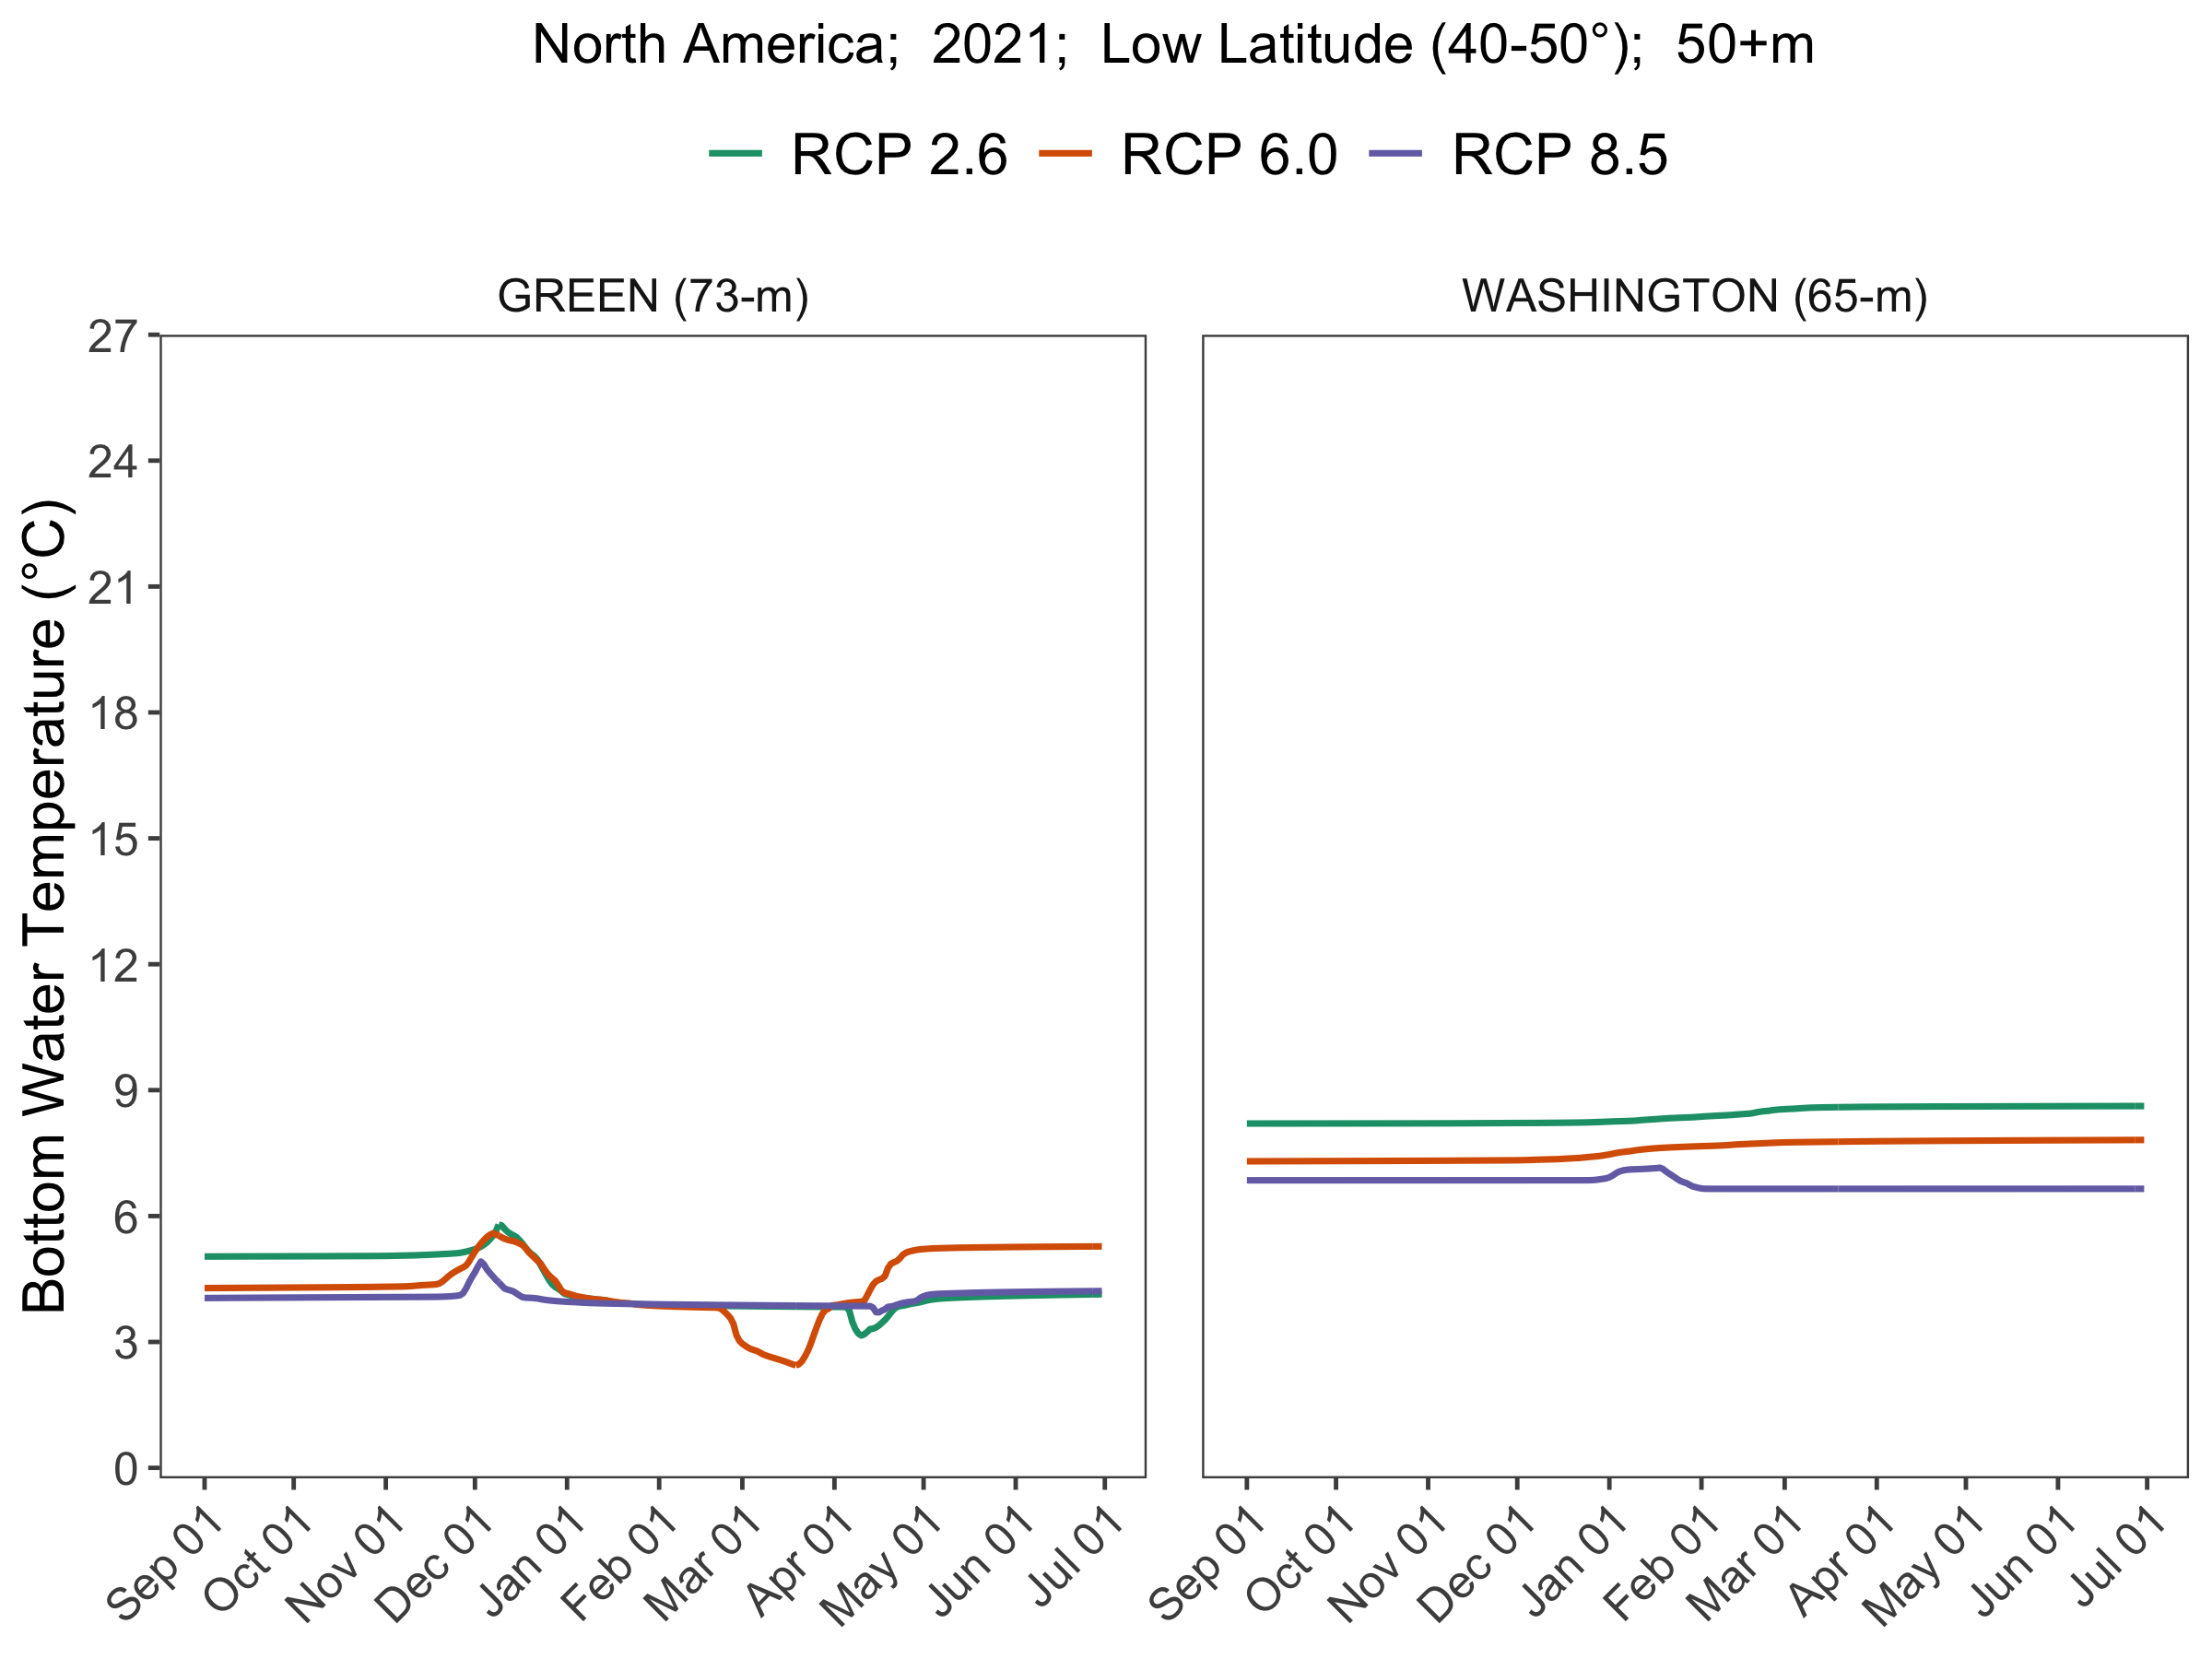 North America;  2021;  Low Latitude (40-50°);  50+m
RCP 2.6 RCP 6.0 RCP 8.5
GREEN (73-m) WASHINGTON (65-m)
Bottom Water Temperature (°C)
27
24
21
18
15
12
9
6
3
0
Sep 01 Oct 01 Nov 01 Dec 01 Jan 01 Feb 01 Mar 01 Apr 01 May 01 Jun 01 Jul 01 Sep 01 Oct 01 Nov 01 Dec 01 Jan 01 Feb 01 Mar 01 Apr 01 May 01 Jun 01 Jul 01